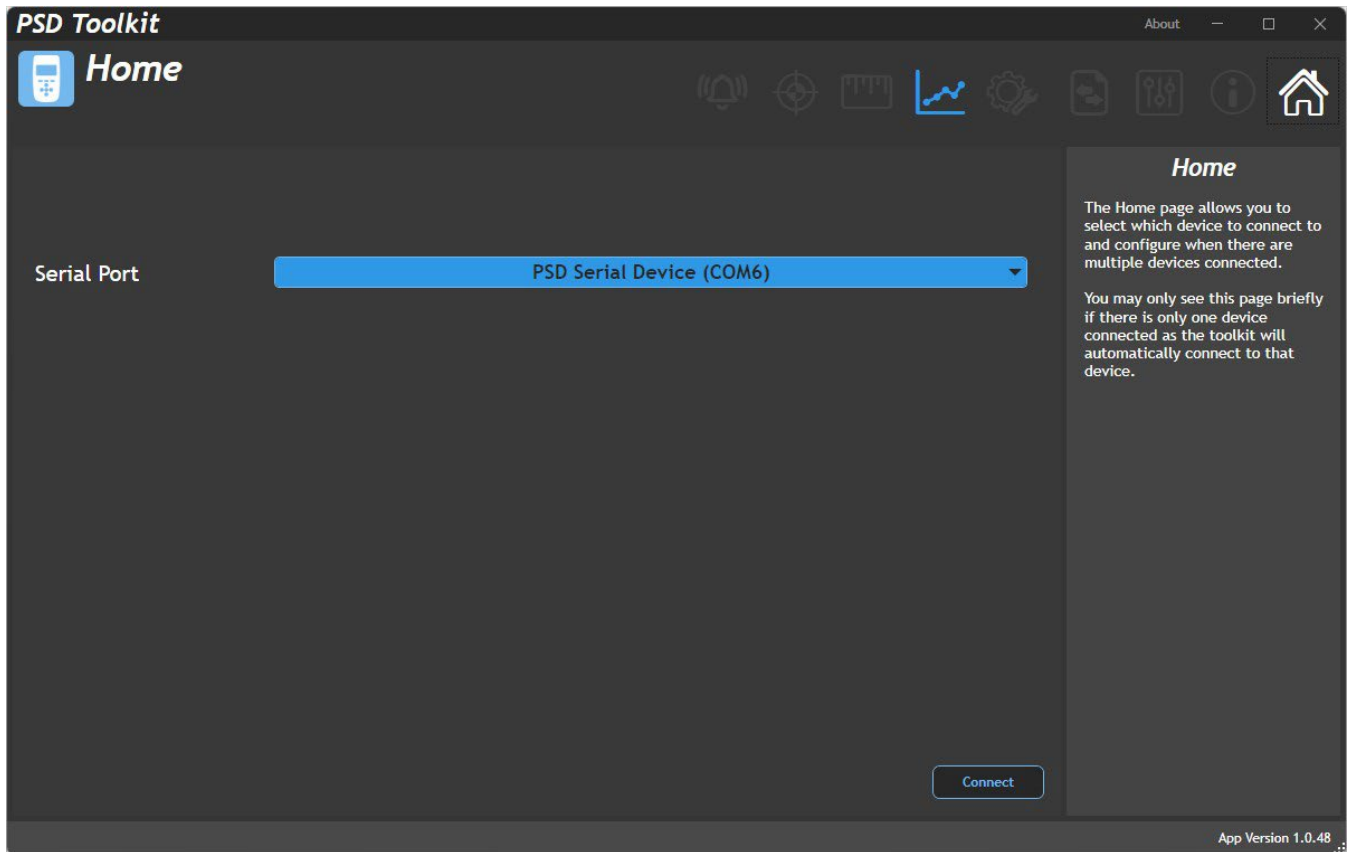 PSD Toolkit
About
Home
Home
The Home page allows you to
select which device to connect to
and configure when there are
multiple devices connected.
You may only see this page briefly
if there is only one device
connected as the toolkit will
automatically connect to that
device.
Serial Port
PSD Serial Device (COM6)
Connect
App Version 1.0.48